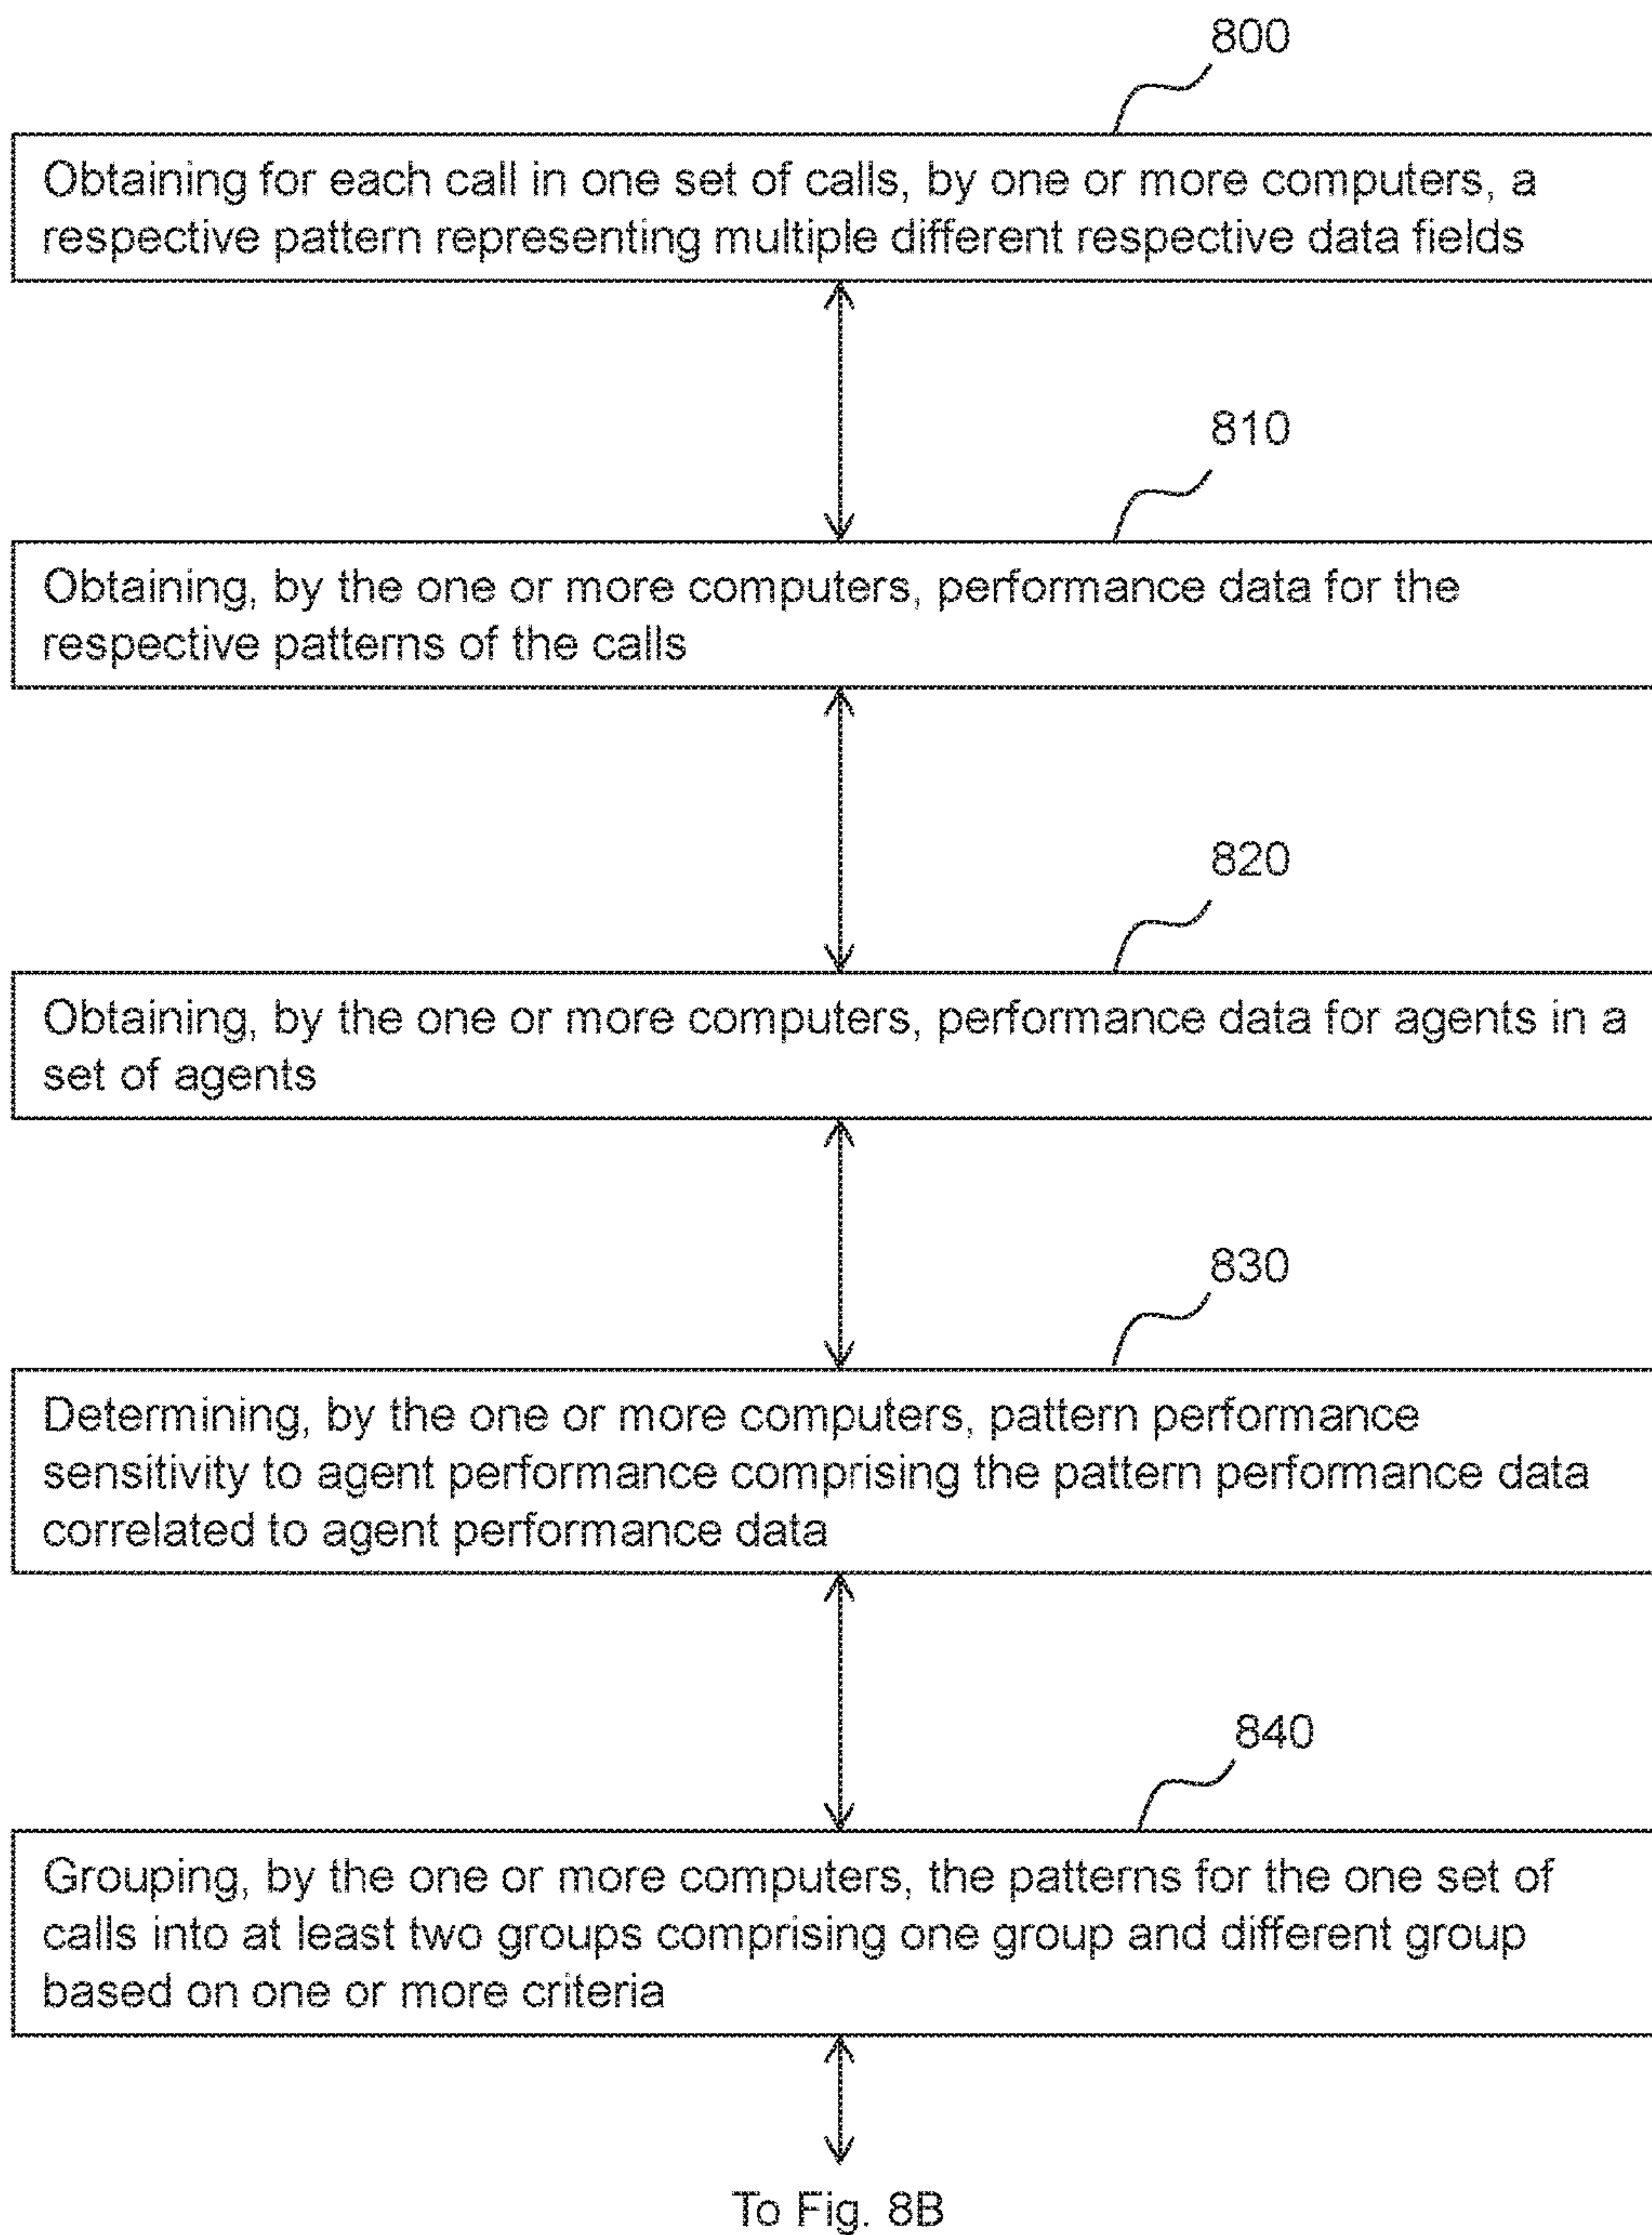 800
Obtaining for each call in one set of calls, by one or more computers, a
respective pattern representing multiple different respective data fields
810
Obtaining, by the one or more computers, performance data for the
respective patterns of the calls
820
Obtaining, by the one or more computers, performance data for agents in a
set of agents
830
Determining, by the one or more computers, pattern performance
sensitivity to agent performance comprising the pattern performance data
correlated to agent performance data
840
Grouping, by the one or more computers, the patterns for the one set of
calls into at least two groups comprising one group and different group
based on one or more criteria
To Fig. 8B